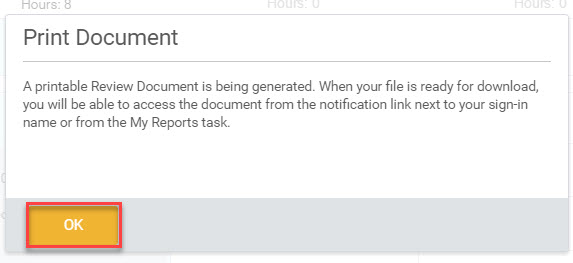 Hours: 8 Hours: 0 Hours: 0
Print Document
A printable Review Document is being generated. When your file is ready for download,
you will be able to access the document from the notification link next to your sign-in
name or from the My Reports task.
OK